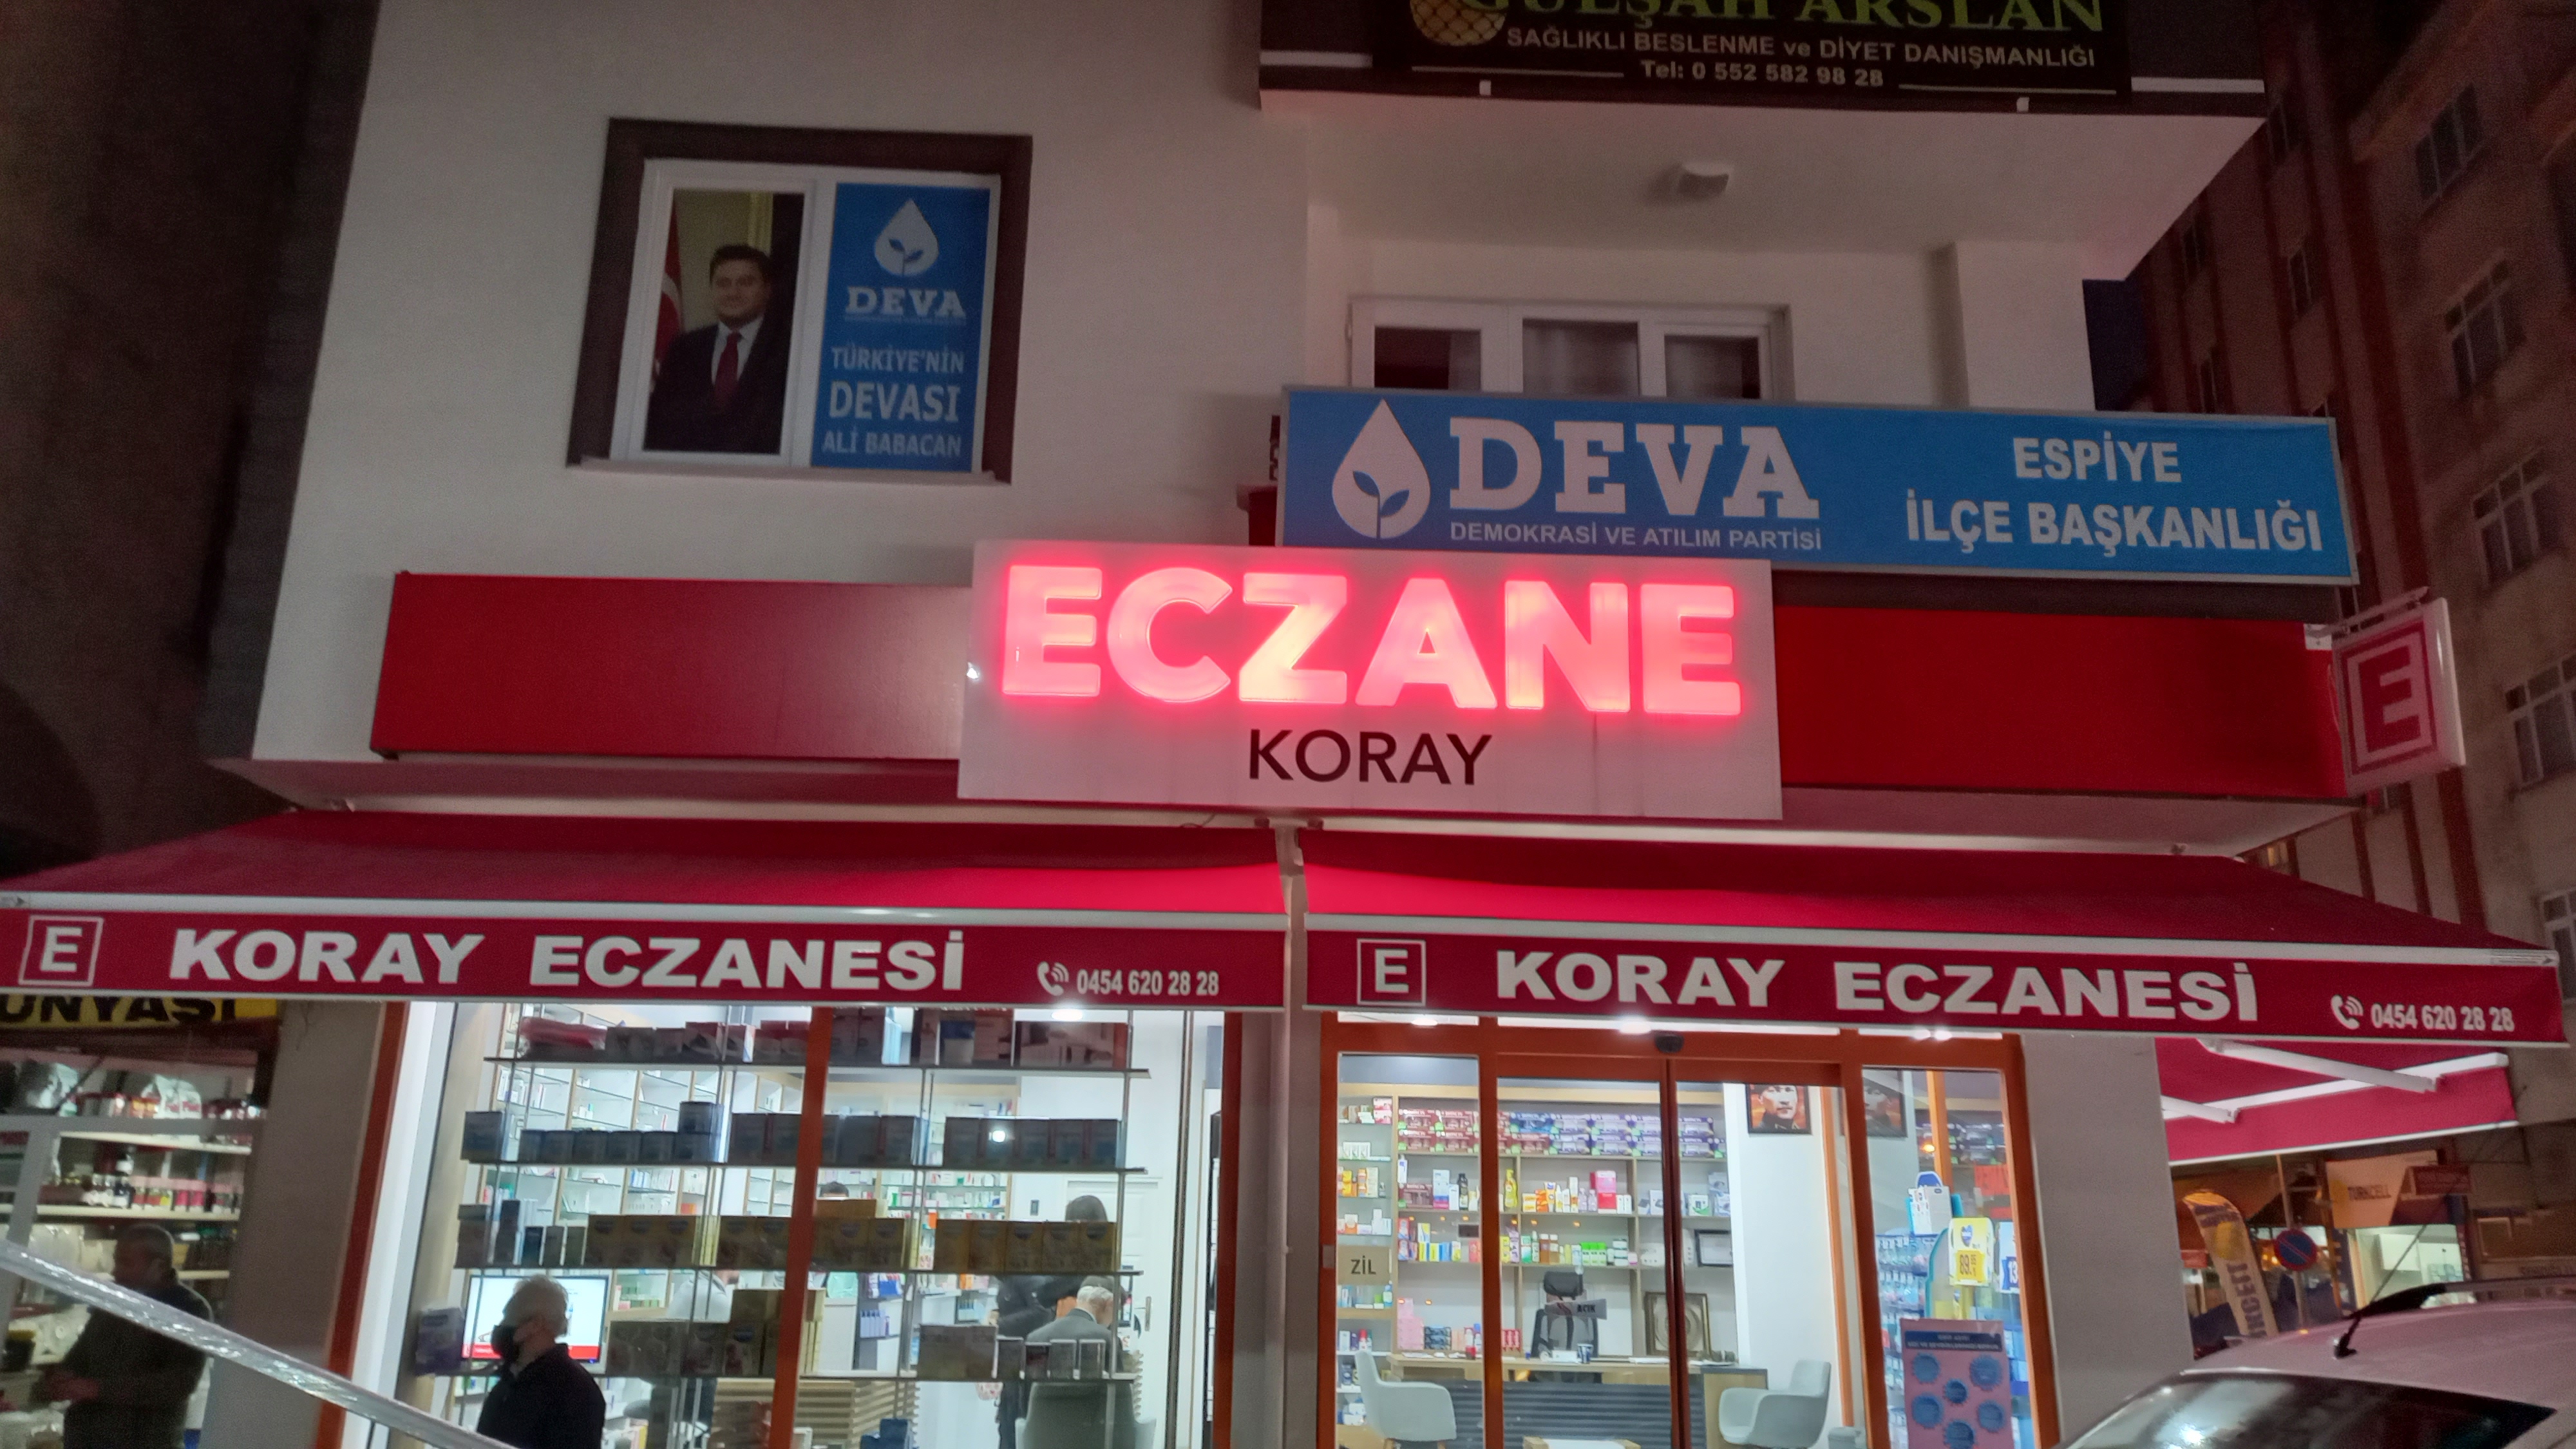 GÜLŞAH ARSLAN
SAĞLIKLI BESLENME ve DİYET DANIŞMANLIĞI
Tel: 0 552 582 98 28
DEVA
TÜRKİYE'NİN
DEVASI
ALİ BABACAN
DEVA
DEMOKRASİ VE ATILIM PARTİSİ
ESPİYE
İLÇE BAŞKANLIĞI
ECZANE
KORAY
E
E KORAY ECZANESİ 0454 620 28 28
E KORAY ECZANESİ 0454 620 28 28
ZİL
AÇIK
TURKCELL